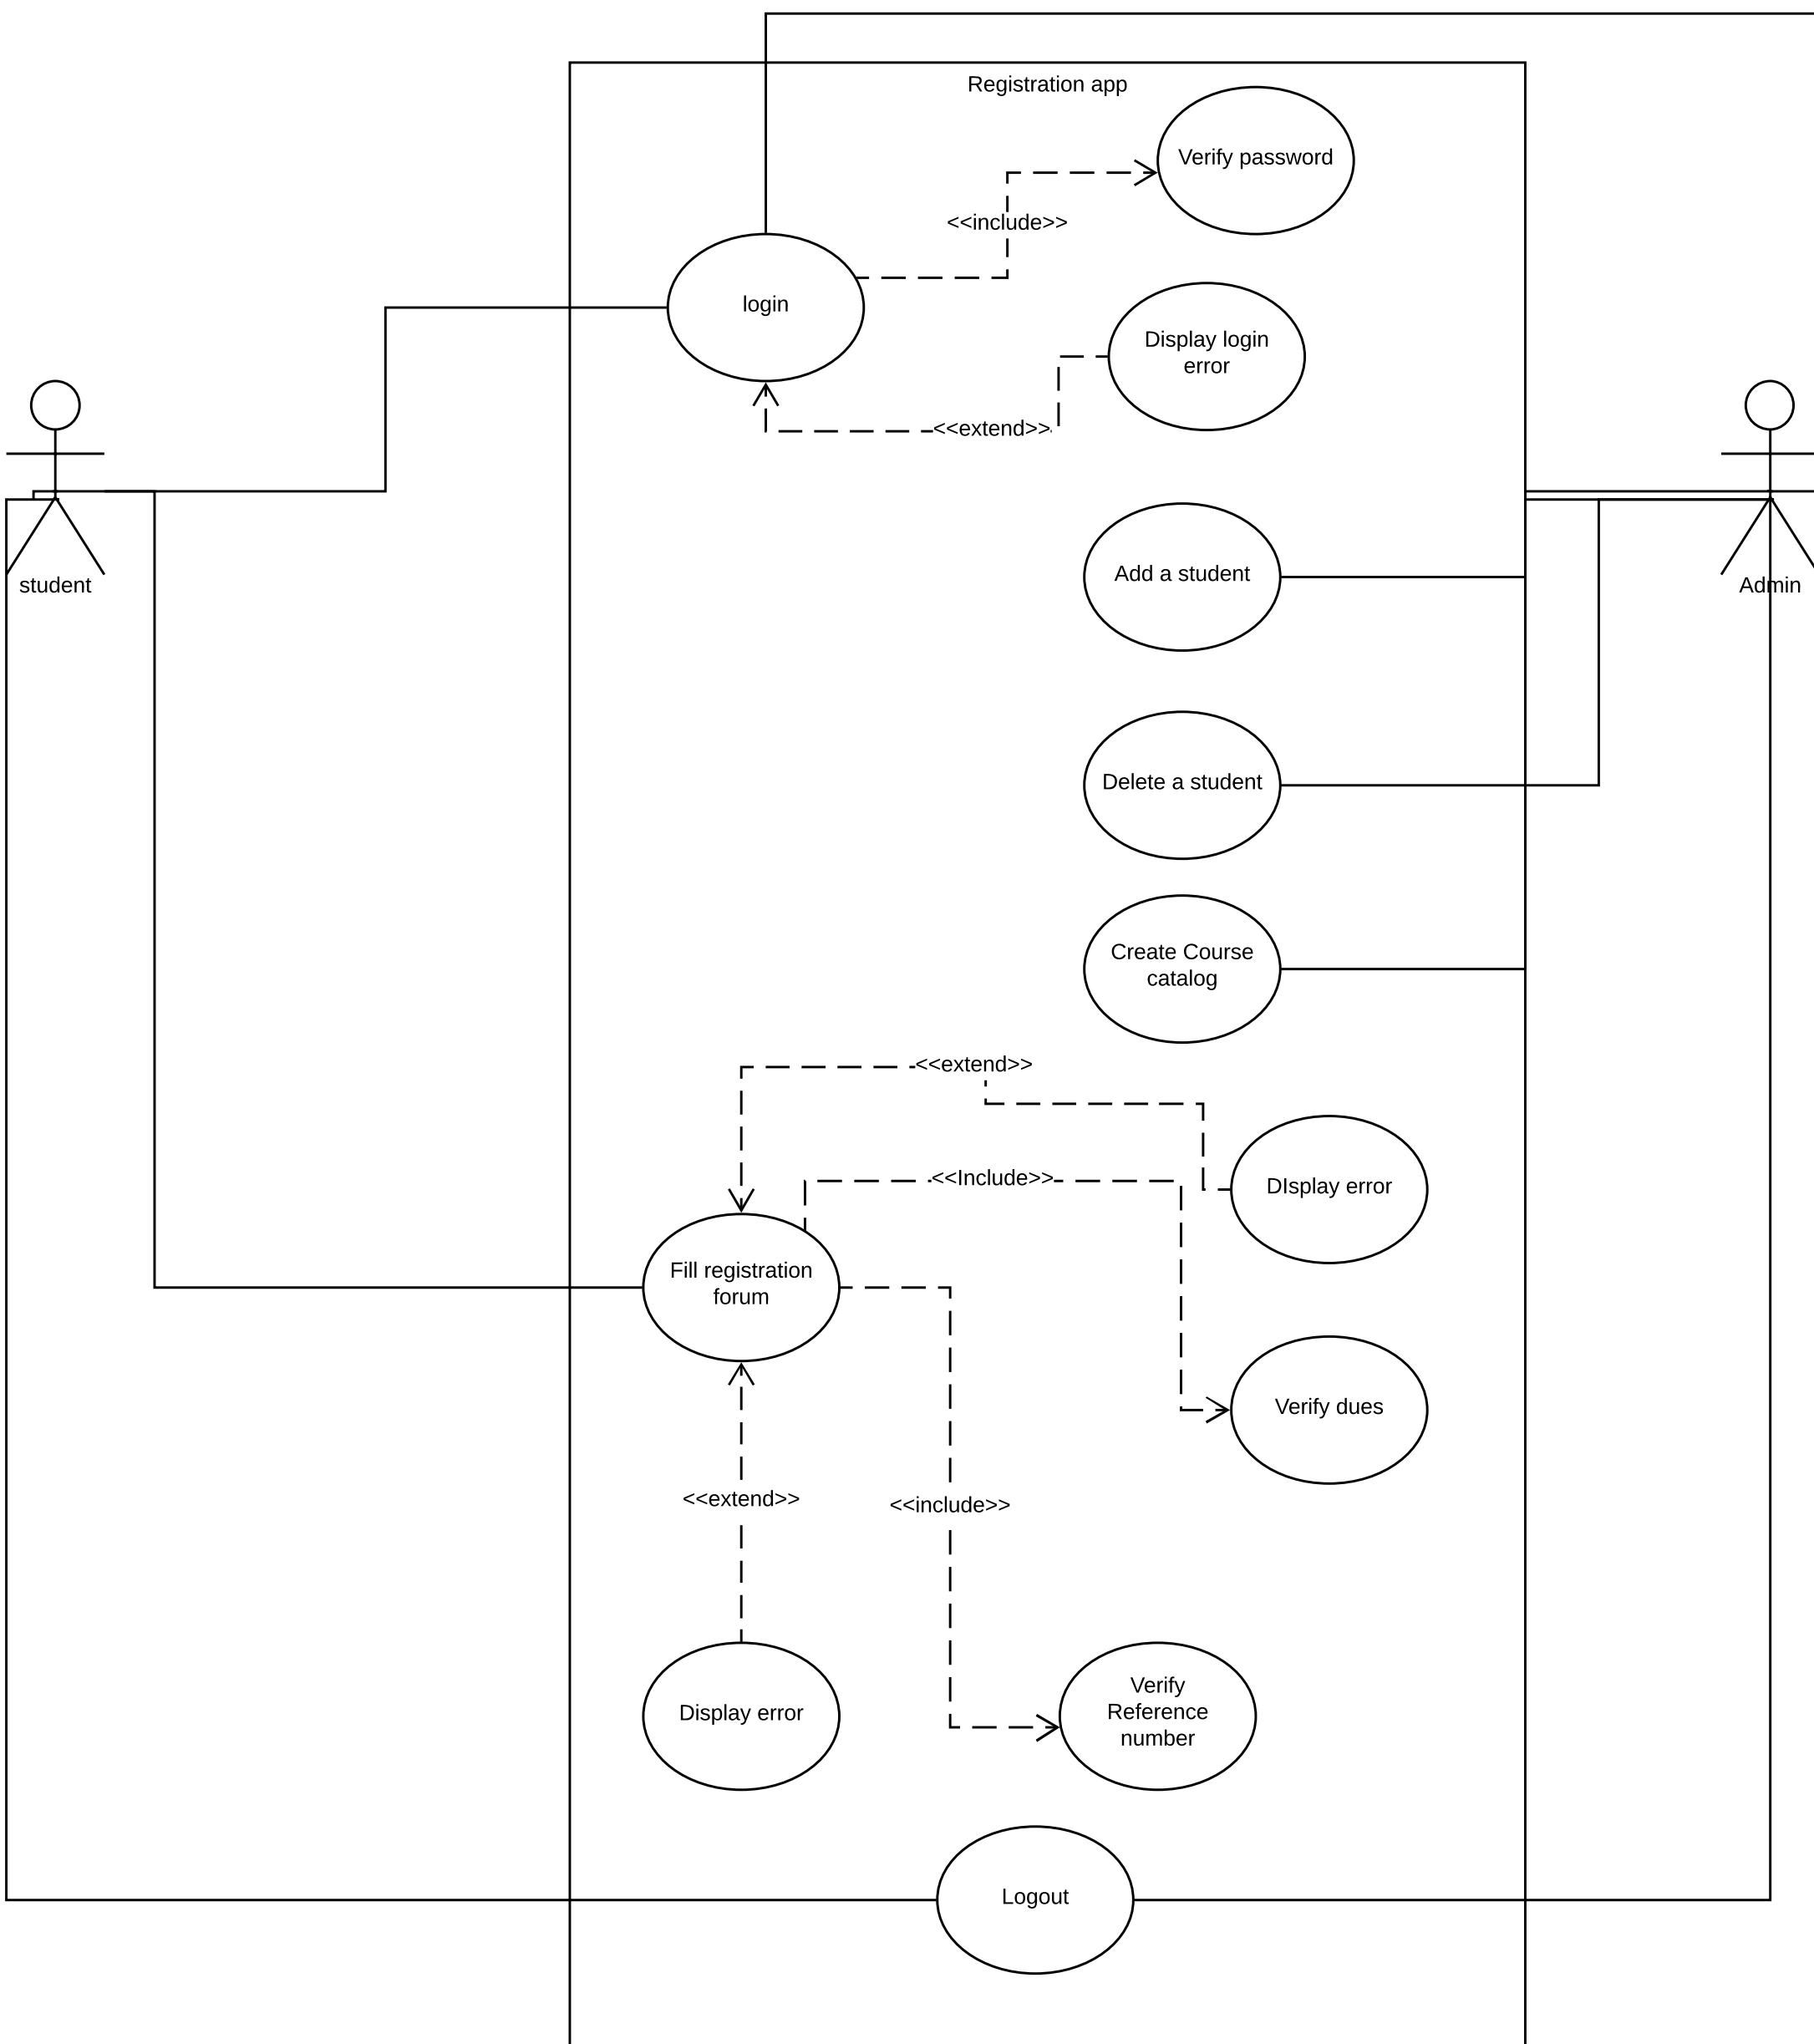 Registration app
Verify password
<<include>>
login
Display login
error
<<extend>>
student
Admin
Add a student
Delete a student
Create Course
catalog
<<extend>>
<<Include>>
DIsplay error
Fill registration
forum
Verify dues
<<extend>>
<<include>>
Display error
Verify
Reference
number
Logout